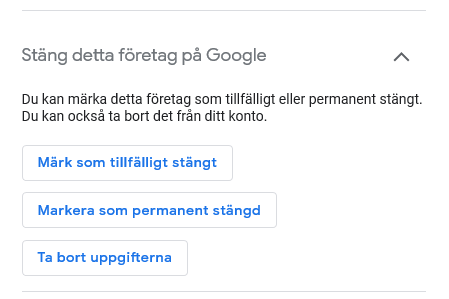 Stäng detta företag på Google
Du kan märka detta företag som tillfälligt eller permanent stängt.
Du kan också ta bort det från ditt konto.
Märk som tillfälligt stängt
Markera som permanent stängd
Ta bort uppgifterna